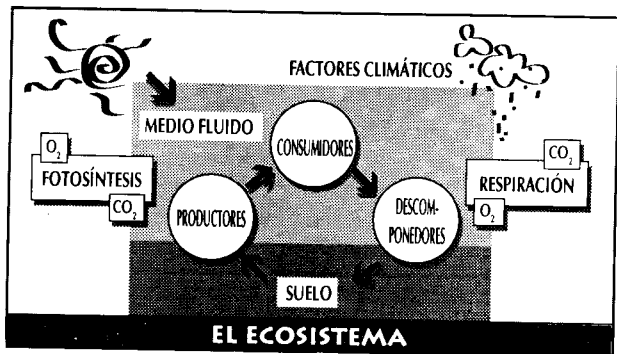 FACTORES CLIMÁTICOS
MEDIO FLUIDO
CONSUMIDORES
O2
FOTOSÍNTESIS
CO2
CO2
RESPIRACIÓN
O2
PRODUCTORES
DESCOM-
PONEDORES
SUELO
EL ECOSISTEMA